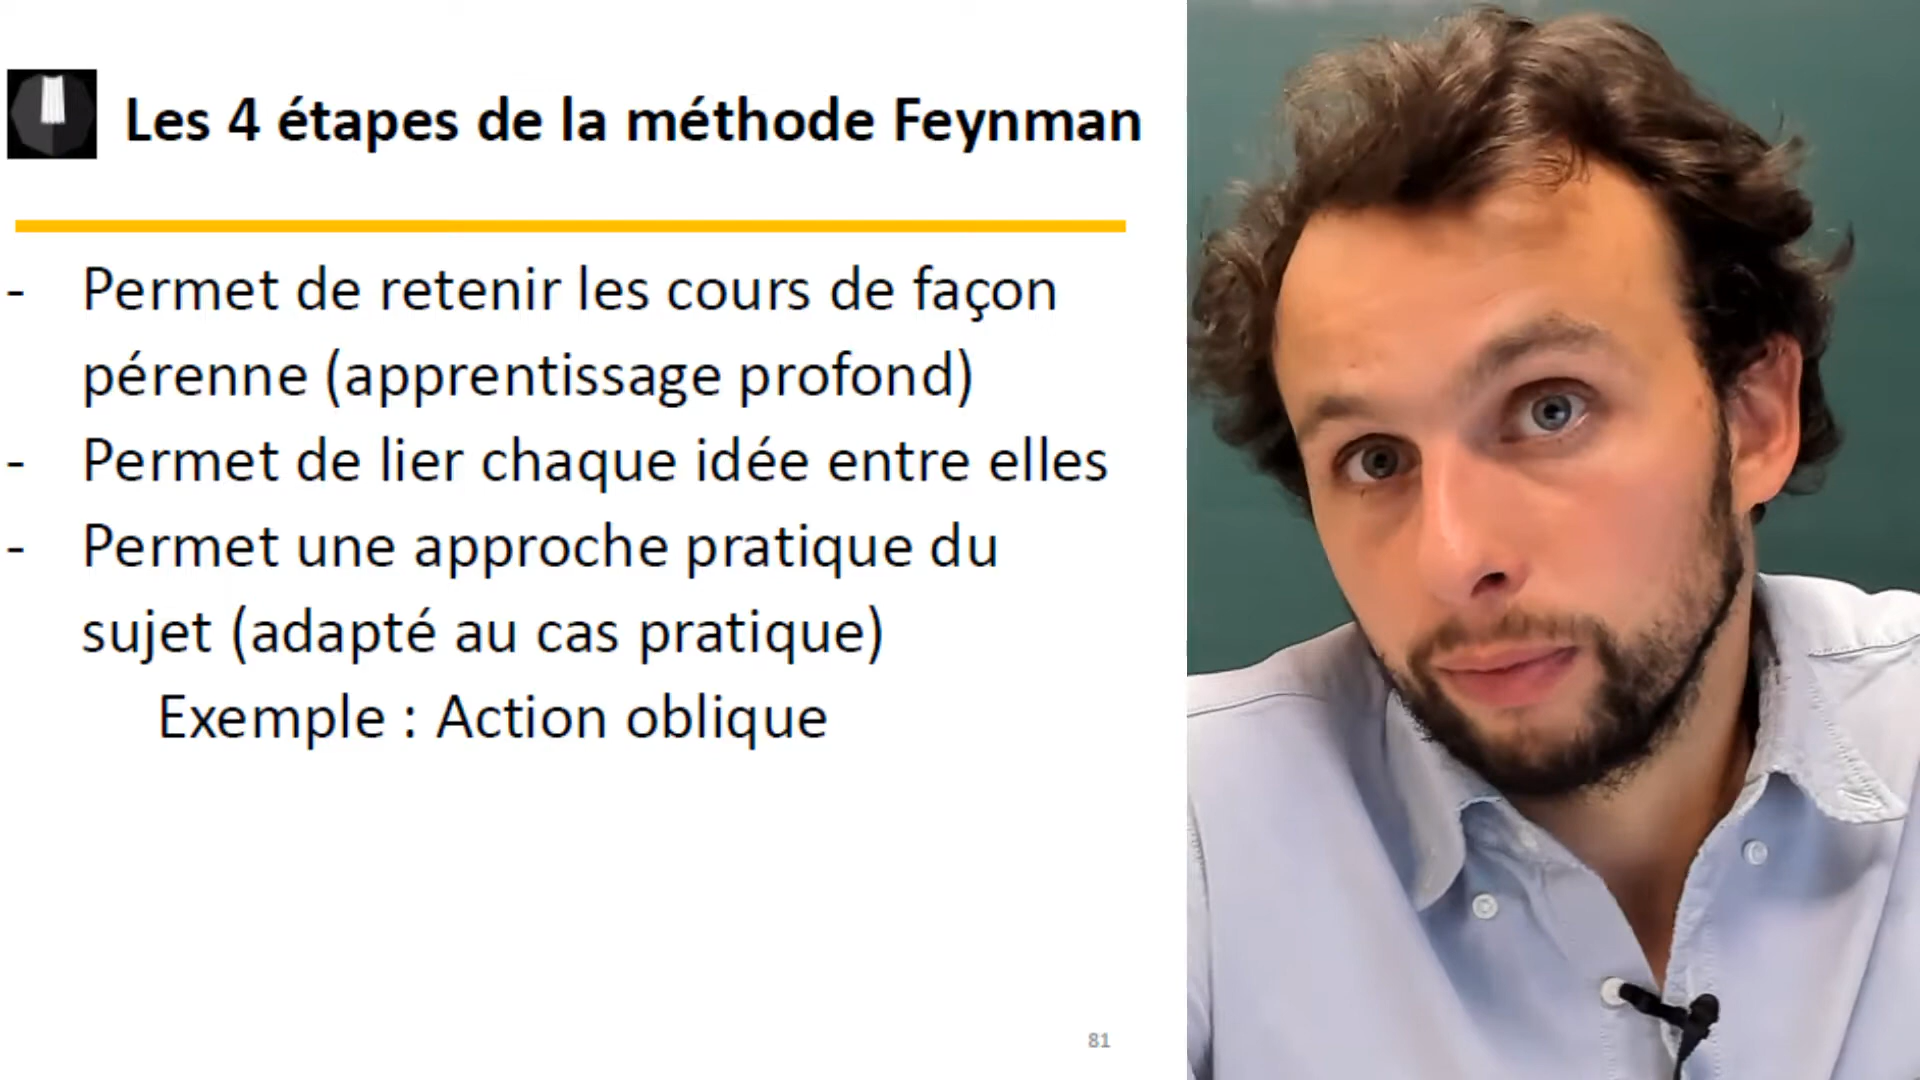 Les 4 étapes de la méthode Feynman
- Permet de retenir les cours de façon
pérenne (apprentissage profond)
- Permet de lier chaque idée entre elles
- Permet une approche pratique du
sujet (adapté au cas pratique)
Exemple : Action oblique
81